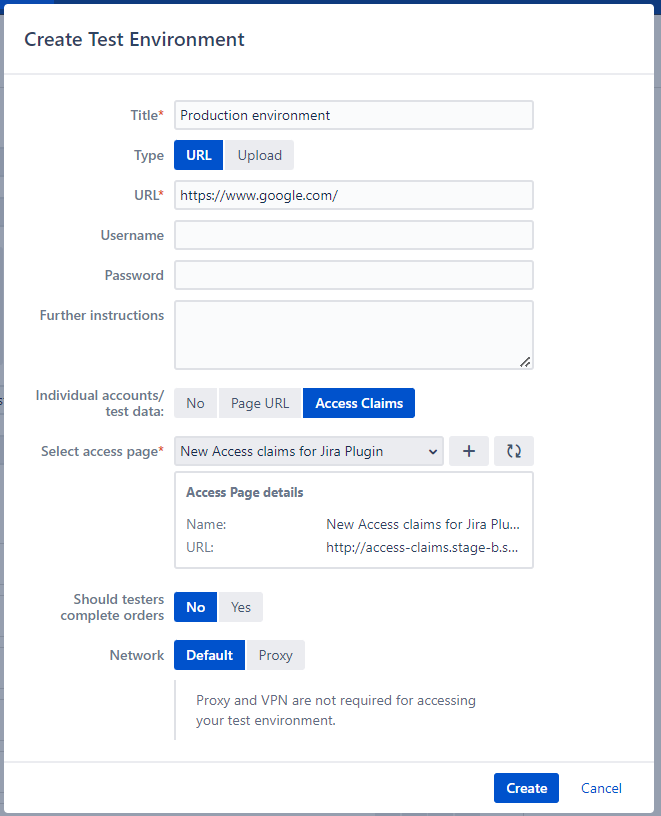 Create Test Environment
Title* Production environment
Type URL Upload
URL* https://www.google.com/
Username
Password
Further instructions
Individual accounts/
test data: No Page URL Access Claims
Select access page* New Access claims for Jira Plugin +
Access Page details
Name: New Access claims for Jira Plu...
URL: http://access-claims.stage-b.s...
Should testers
complete orders No Yes
Network Default Proxy
Proxy and VPN are not required for accessing
your test environment.
Create Cancel